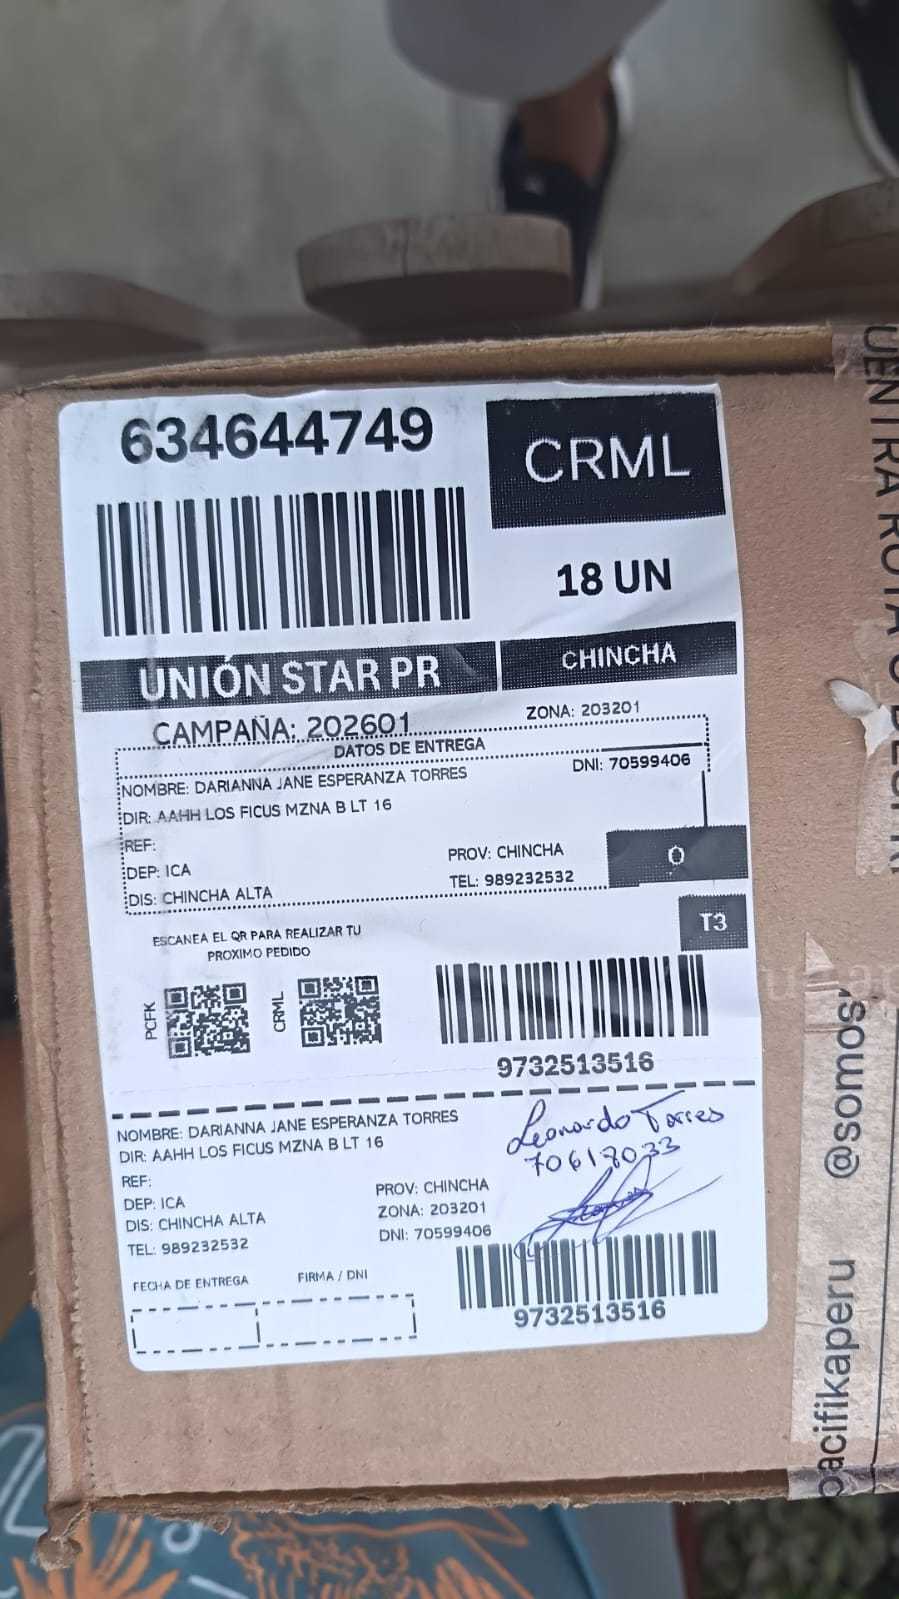 634644749
CRML
18 UN
UNIÓN STAR PR
CHINCHA
CAMPAÑA: 202601
ZONA: 203201
DATOS DE ENTREGA
NOMBRE: DARIANNA JANE ESPERANZA TORRES
DNI: 70599406
DIR: AAHH LOS FICUS MZNA B LT 16
REF:
DEP: ICA
PROV: CHINCHA
O
DIS: CHINCHA ALTA
TEL: 989232532
T3
ESCANEA EL QR PARA REALIZAR TU
PROXIMO PEDIDO
PCFK
CRML
9732513516
NOMBRE: DARIANNA JANE ESPERANZA TORRES
DIR: AAHH LOS FICUS MZNA B LT 16
REF:
DEP: ICA
PROV: CHINCHA
DIS: CHINCHA ALTA
ZONA: 203201
TEL: 989232532
DNI: 70599406
Leonardo Torres
70618033
FECHA DE ENTREGA
FIRMA / DNI
9732513516
@somos
pacifikaperu